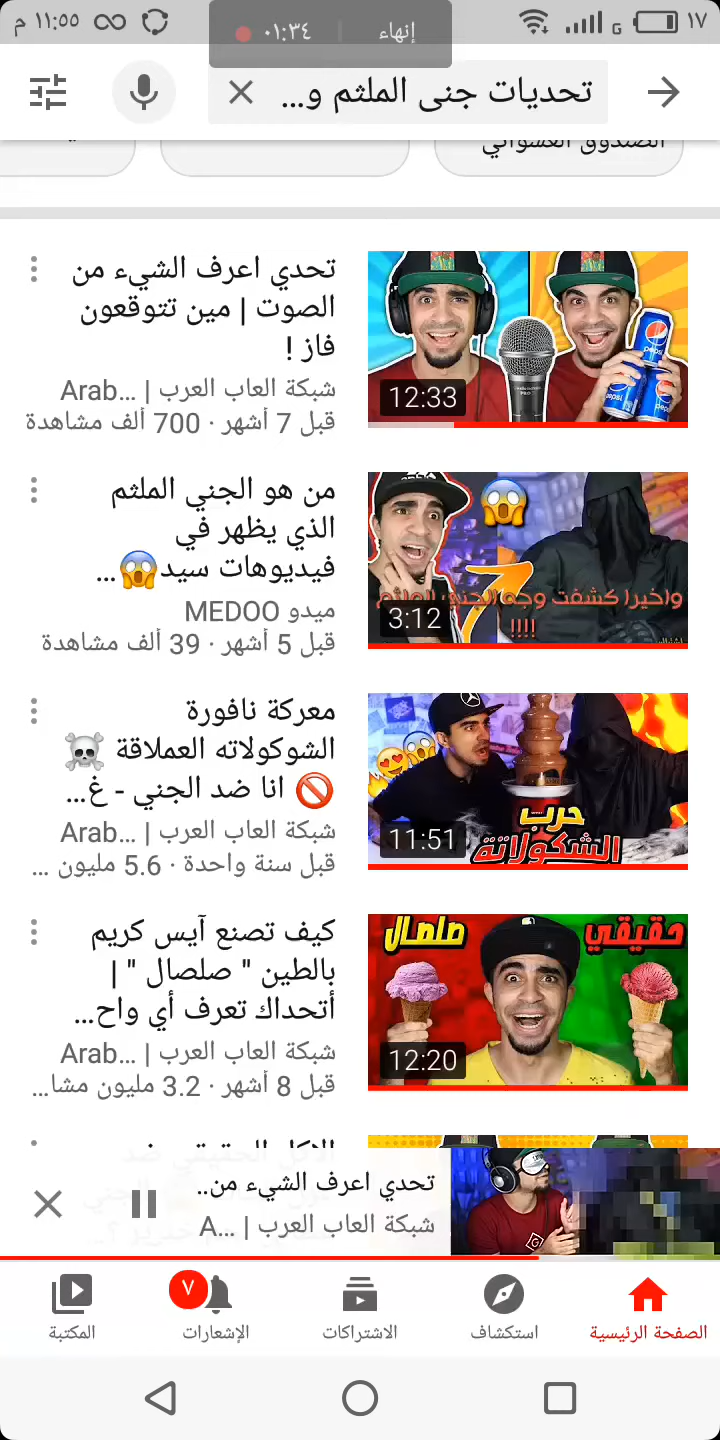 ١١:٥٥ م
٠١:٣٤
إنهاء
G
١٧
تحديات جنى الملثم و...
الصندوق العشوائي
تحدي اعرف الشيء من
الصوت | مين تتوقعون
فاز !
شبكة العاب العرب | Arab...
قبل 7 أشهر · 700 ألف مشاهدة
pepsi
12:33
من هو الجني الملثم
الذي يظهر في
فيديوهات سيد😱...
ميدو MEDOO
قبل 5 أشهر · 39 ألف مشاهدة
واخيرا كشفت وجه الجني الملثم
!!!!
3:12
معركة نافورة
الشوكولاته العملاقة ☠️
🚫 انا ضد الجني - غ...
شبكة العاب العرب | Arab...
قبل سنة واحدة · 5.6 مليون ...
حرب
الشكولاتة
11:51
كيف تصنع آيس كريم
بالطين " صلصال " |
أتحداك تعرف أي واح...
شبكة العاب العرب | Arab...
قبل 8 أشهر · 3.2 مليون مشا...
حقيقي
صلصال
12:20
تحدي اعرف الشيء من..
شبكة العاب العرب | A...
الصفحة الرئيسية
استكشاف
الاشتراكات
٧
الإشعارات
المكتبة